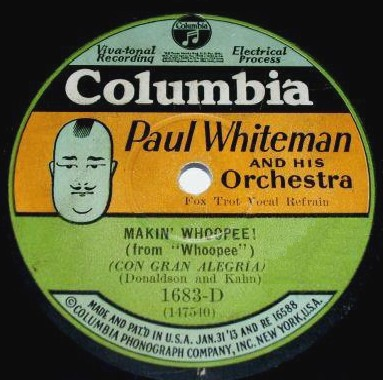 Columbia
Viva-tonal Recording
Electrical Process
Columbia
Paul Whiteman
AND HIS
Orchestra
Fox Trot Vocal Refrain
MAKIN' WHOOPEE!
(from "Whoopee")
(CON GRAN ALEGRÍA)
(Donaldson and Kahn)
1683-D
(147540)
MADE AND PAT'D IN U.S.A. JAN. 31 '13 AND RE 16588
©COLUMBIA PHONOGRAPH COMPANY, INC. NEW YORK, U.S.A.